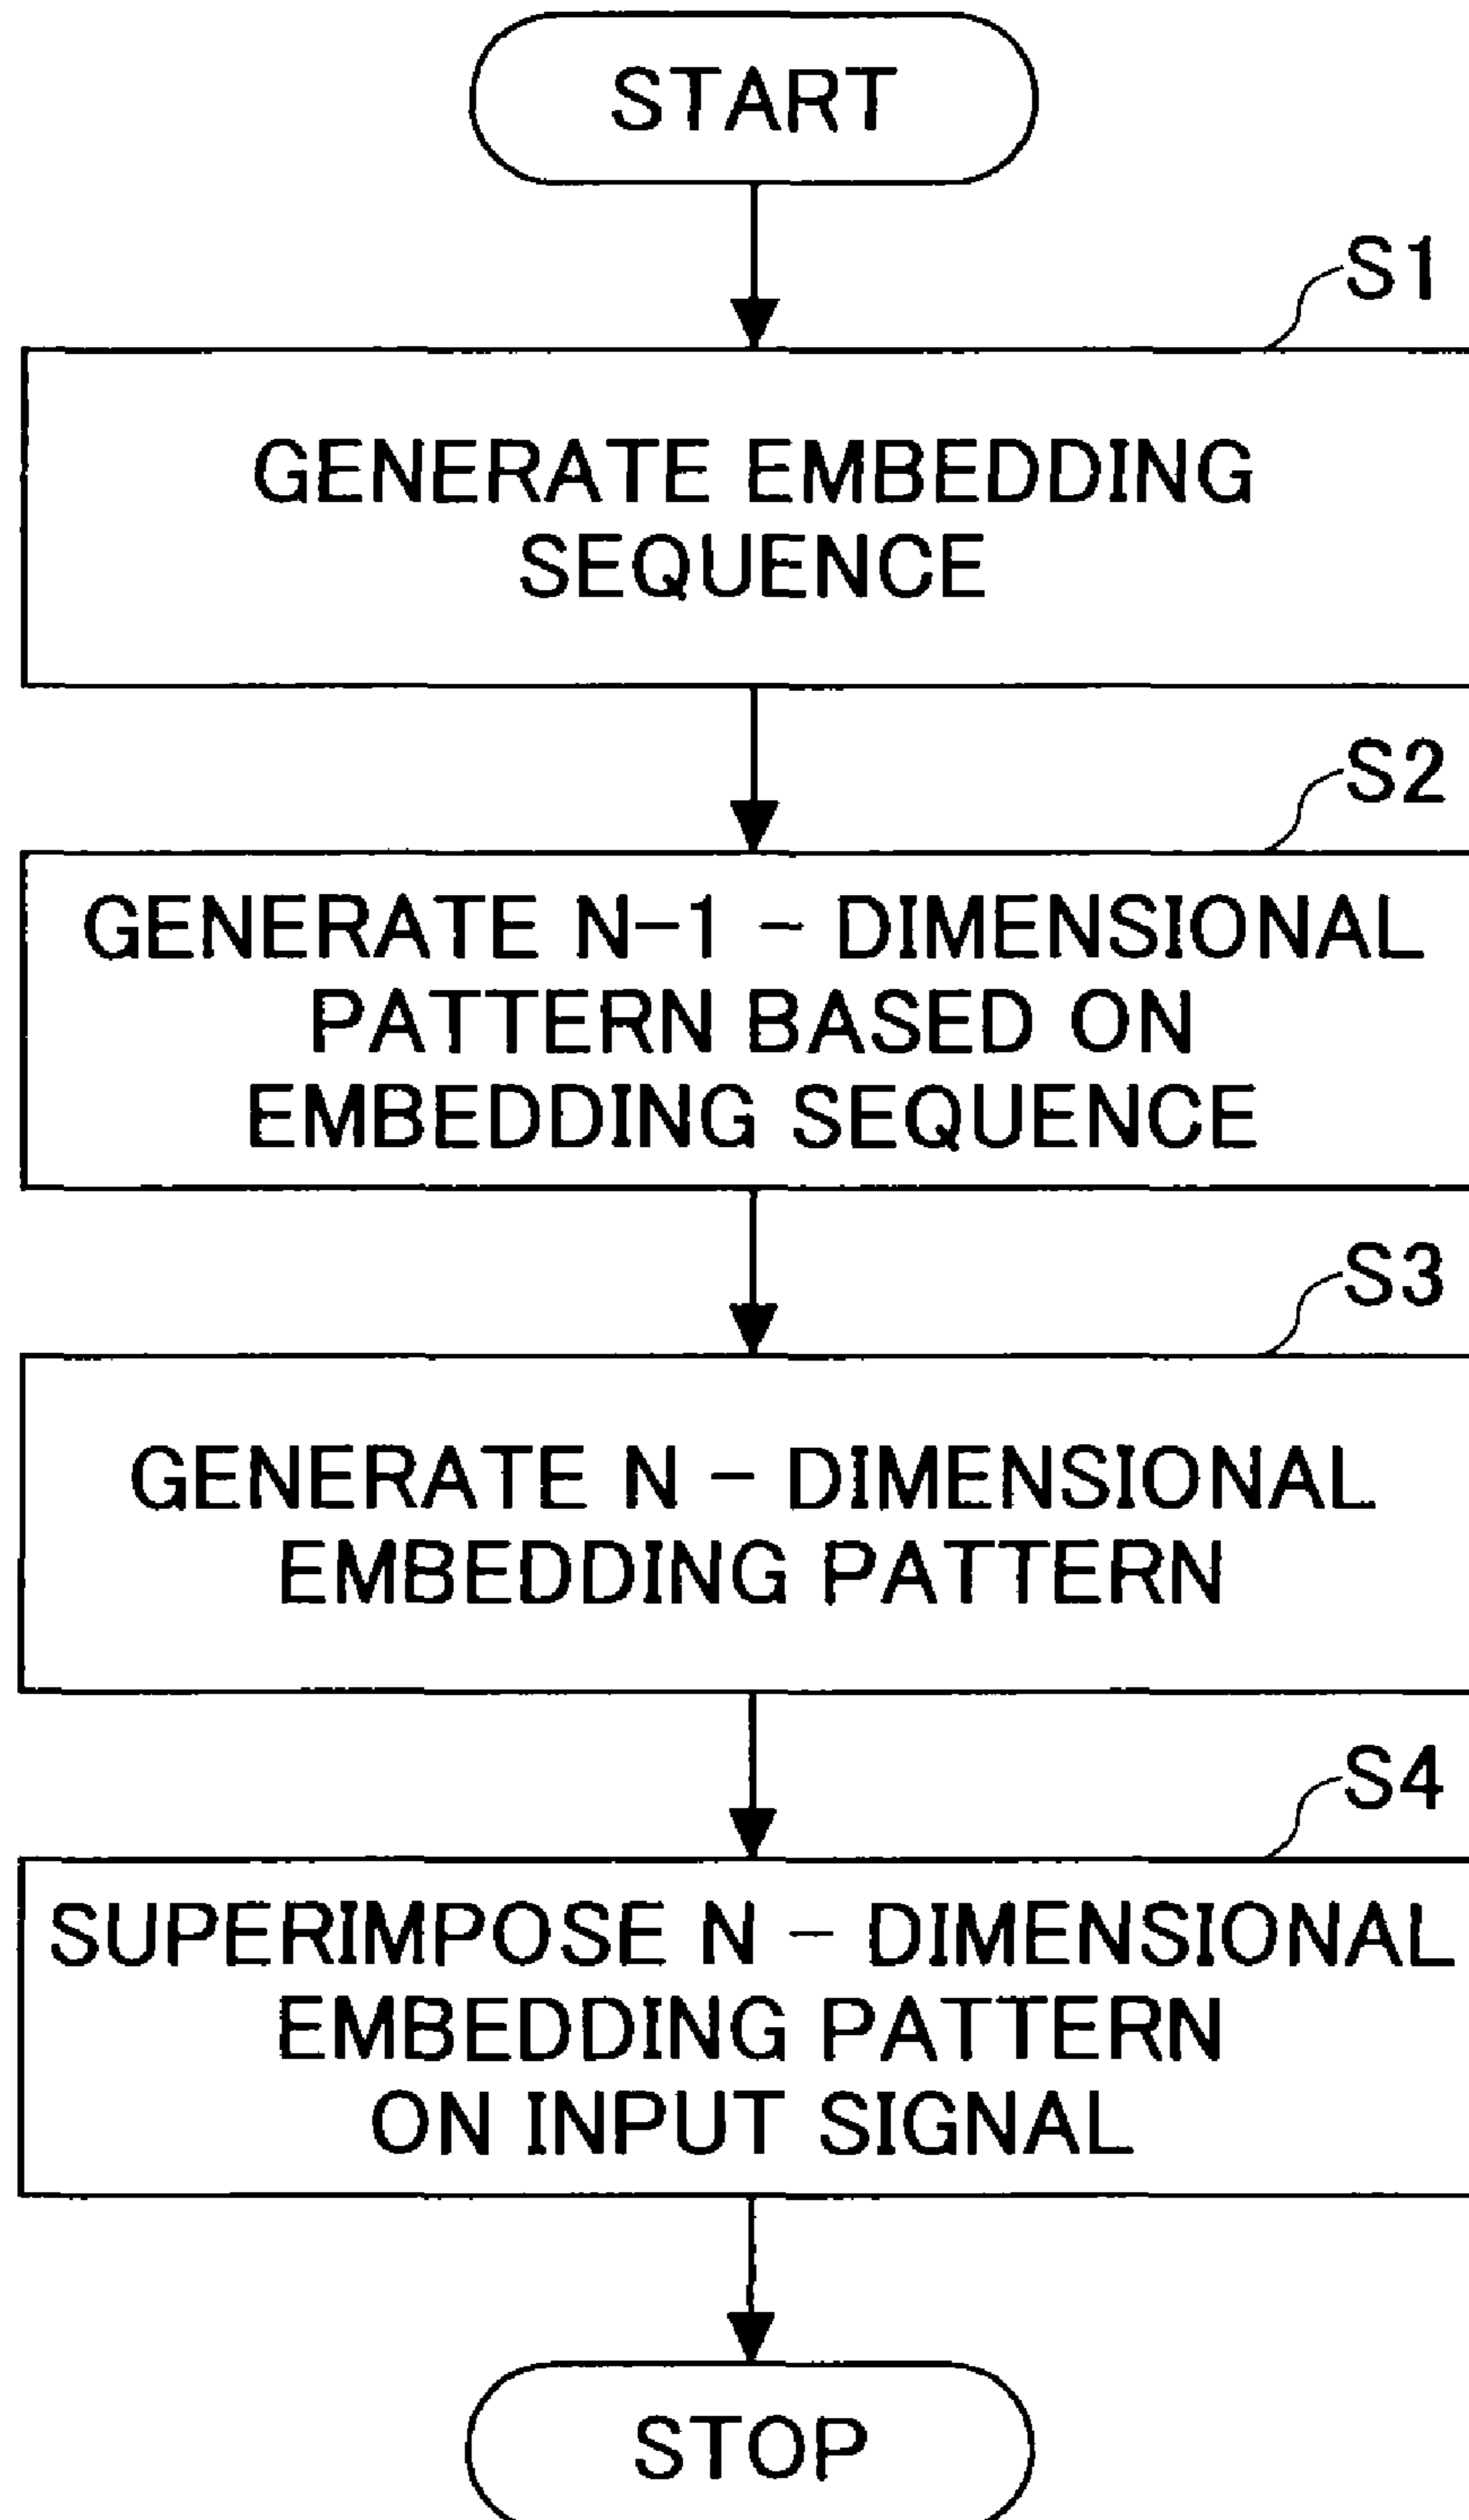 START
S1
GENERATE EMBEDDING
SEQUENCE
S2
GENERATE N-1 - DIMENSIONAL
PATTERN BASED ON
EMBEDDING SEQUENCE
S3
GENERATE N - DIMENSIONAL
EMBEDDING PATTERN
S4
SUPERIMPOSE N - DIMENSIONAL
EMBEDDING PATTERN
ON INPUT SIGNAL
STOP